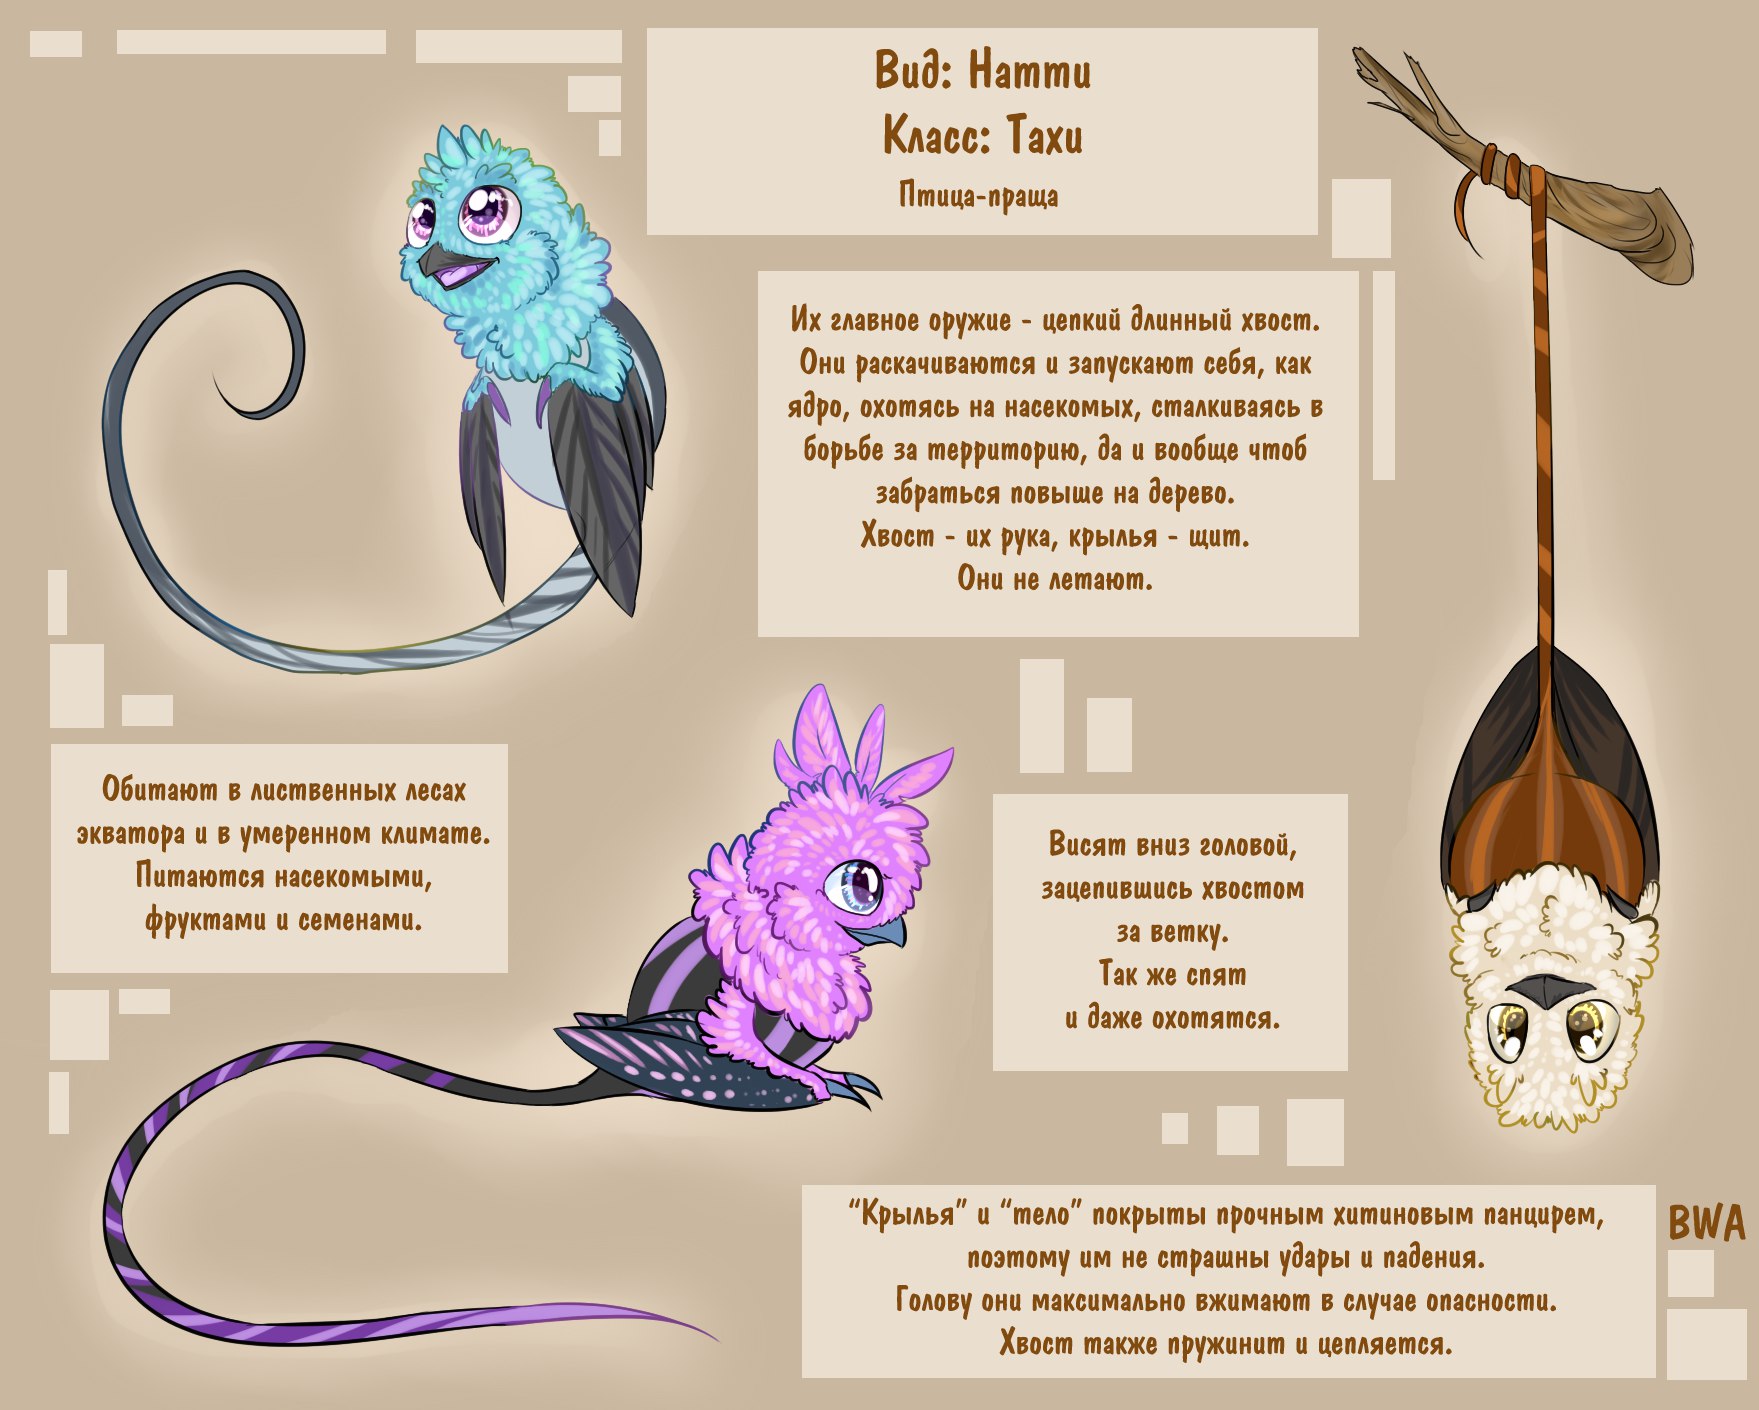 Вид: Натти
Класс: Тахи
Птица-праща
Их главное оружие - цепкий длинный хвост.
Они раскачиваются и запускают себя, как
ядро, охотясь на насекомых, сталкиваясь в
борьбе за территорию, да и вообще чтоб
забраться повыше на дерево.
Хвост - их рука, крылья - щит.
Они не летают.
Обитают в лиственных лесах
экватора и в умеренном климате.
Питаются насекомыми,
фруктами и семенами.
Висят вниз головой,
зацепившись хвостом
за ветку.
Так же спят
и даже охотятся.
“Крылья” и “тело” покрыты прочным хитиновым панцирем,
поэтому им не страшны удары и падения.
Голову они максимально вжимают в случае опасности.
Хвост также пружинит и цепляется.
BWA